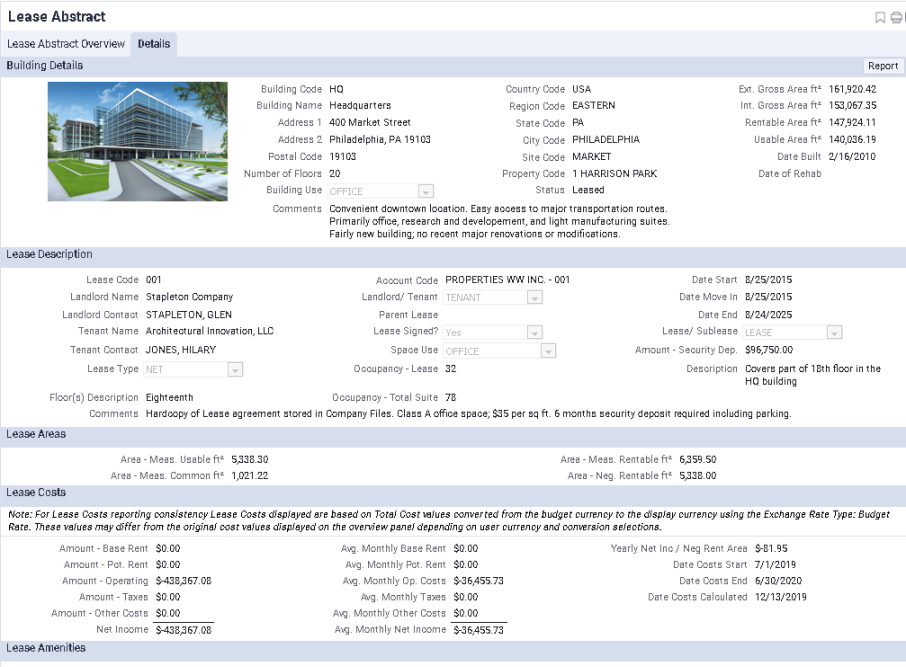 Lease Abstract
Lease Abstract Overview Details
Building Details Report
Building Code HQ Country Code USA Ext. Gross Area ft² 161,920.42
Building Name Headquarters Region Code EASTERN Int. Gross Area ft² 153,067.35
Address 1 400 Market Street State Code PA Rentable Area ft² 147,924.11
Address 2 Philadelphia, PA 19103 City Code PHILADELPHIA Usable Area ft² 140,036.19
Postal Code 19103 Site Code MARKET Date Built 2/16/2010
Number of Floors 20 Property Code 1 HARRISON PARK Date of Rehab
Building Use OFFICE Status Leased
Comments Convenient downtown location. Easy access to major transportation routes.
Primarily office, research and developement, and light manufacturing suites.
Fairly new building; no recent major renovations or modifications.
Lease Description
Lease Code 001 Account Code PROPERTIES WW INC. - 001 Date Start 8/25/2015
Landlord Name Stapleton Company Landlord/ Tenant TENANT Date Move In 8/25/2015
Landlord Contact STAPLETON, GLEN Parent Lease Date End 8/24/2025
Tenant Name Architectural Innovation, LLC Lease Signed? Yes Lease/ Sublease LEASE
Tenant Contact JONES, HILARY Space Use OFFICE Amount - Security Dep. $96,750.00
Lease Type NET Occupancy - Lease 32 Description Covers part of 18th floor in the
HQ building
Floor(s) Description Eighteenth Occupancy - Total Suite 78
Comments Hardcopy of Lease agreement stored in Company Files. Class A office space; $35 per sq ft. 6 months security deposit required including parking.
Lease Areas
Area - Meas. Usable ft² 5,338.30 Area - Meas. Rentable ft² 6,359.50
Area - Meas. Common ft² 1,021.22 Area - Neg. Rentable ft² 5,338.00
Lease Costs
Note: For Lease Costs reporting consistency Lease Costs displayed are based on Total Cost values converted from the budget currency to the display currency using the Exchange Rate Type: Budget
Rate. These values may differ from the original cost values displayed on the overview panel depending on user currency and conversion selections.
Amount - Base Rent $0.00 Avg. Monthly Base Rent $0.00 Yearly Net Inc / Neg Rent Area $-81.95
Amount - Pot. Rent $0.00 Avg. Monthly Pot. Rent $0.00 Date Costs Start 7/1/2019
Amount - Operating $-438,367.08 Avg. Monthly Op. Costs $-36,455.73 Date Costs End 6/30/2020
Amount - Taxes $0.00 Avg. Monthly Taxes $0.00 Date Costs Calculated 12/13/2019
Amount - Other Costs $0.00 Avg. Monthly Other Costs $0.00
Net Income $-438,367.08 Avg. Monthly Net Income $-36,455.73
Lease Amenities